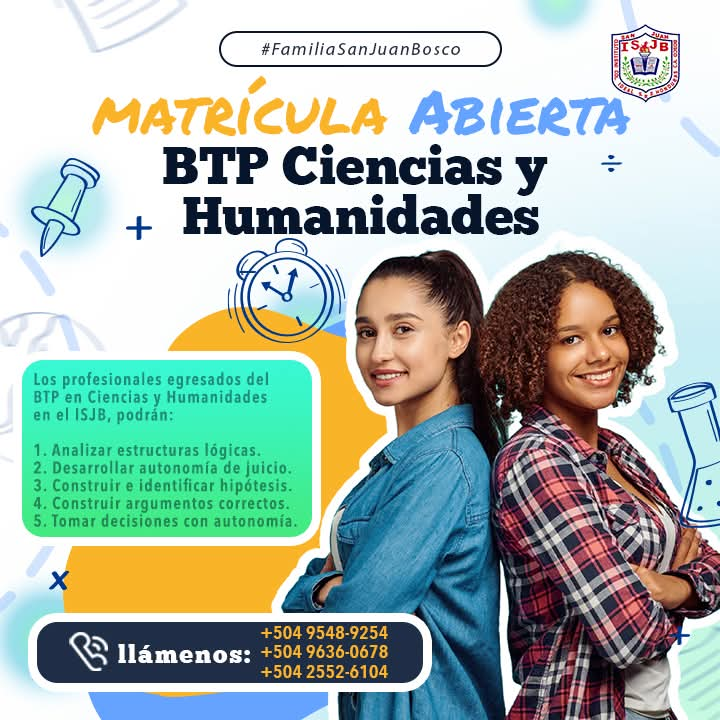 #FamiliaSanJuanBosco
SAN JUAN
ISJB
MATRÍCULA ABIERTA
BTP Ciencias y
Humanidades
Los profesionales egresados del
BTP en Ciencias y Humanidades
en el ISJB, podrán:
1. Analizar estructuras lógicas.
2. Desarrollar autonomía de juicio.
3. Construir e identificar hipótesis.
4. Construir argumentos correctos.
5. Tomar decisiones con autonomía.
llámenos:
+504 9548-9254
+504 9636-0678
+504 2552-6104